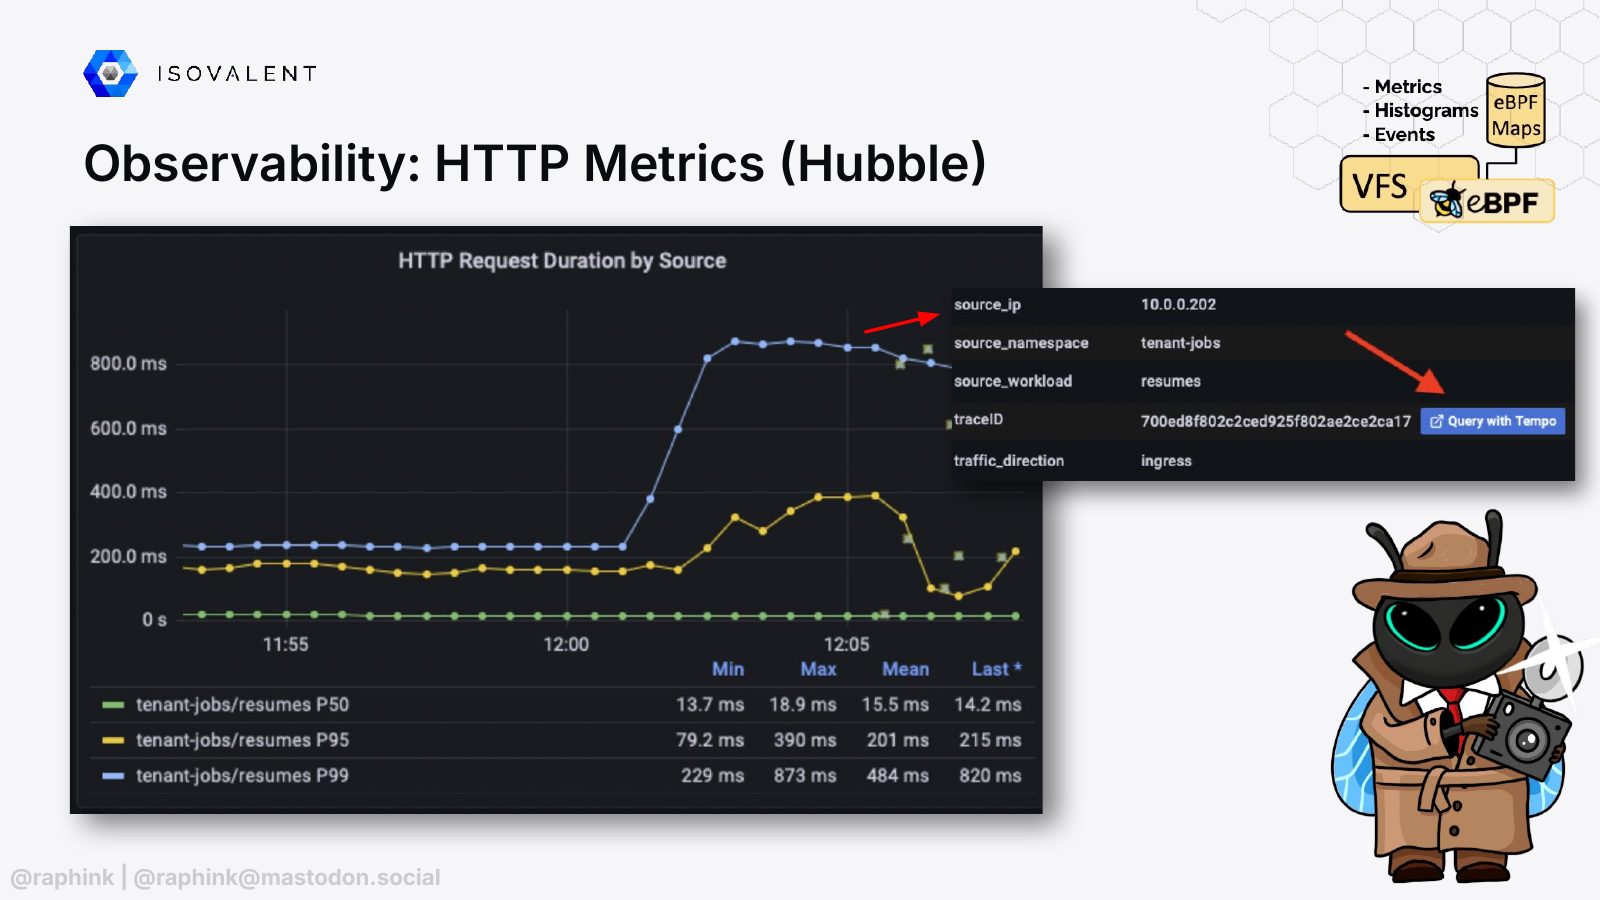 ISOVALENT
- Metrics
- Histograms
- Events
eBPF
Maps
VFS
eBPF
Observability: HTTP Metrics (Hubble)
HTTP Request Duration by Source
800.0 ms
600.0 ms
400.0 ms
200.0 ms
0 s
11:55 12:00 12:05
Min Max Mean Last *
tenant-jobs/resumes P50 13.7 ms 18.9 ms 15.5 ms 14.2 ms
tenant-jobs/resumes P95 79.2 ms 390 ms 201 ms 215 ms
tenant-jobs/resumes P99 229 ms 873 ms 484 ms 820 ms
source_ip 10.0.0.202
source_namespace tenant-jobs
source_workload resumes
traceID 700ed8f802c2ced925f802ae2ce2ca17 Query with Tempo
traffic_direction ingress
@raphink | @raphink@mastodon.social